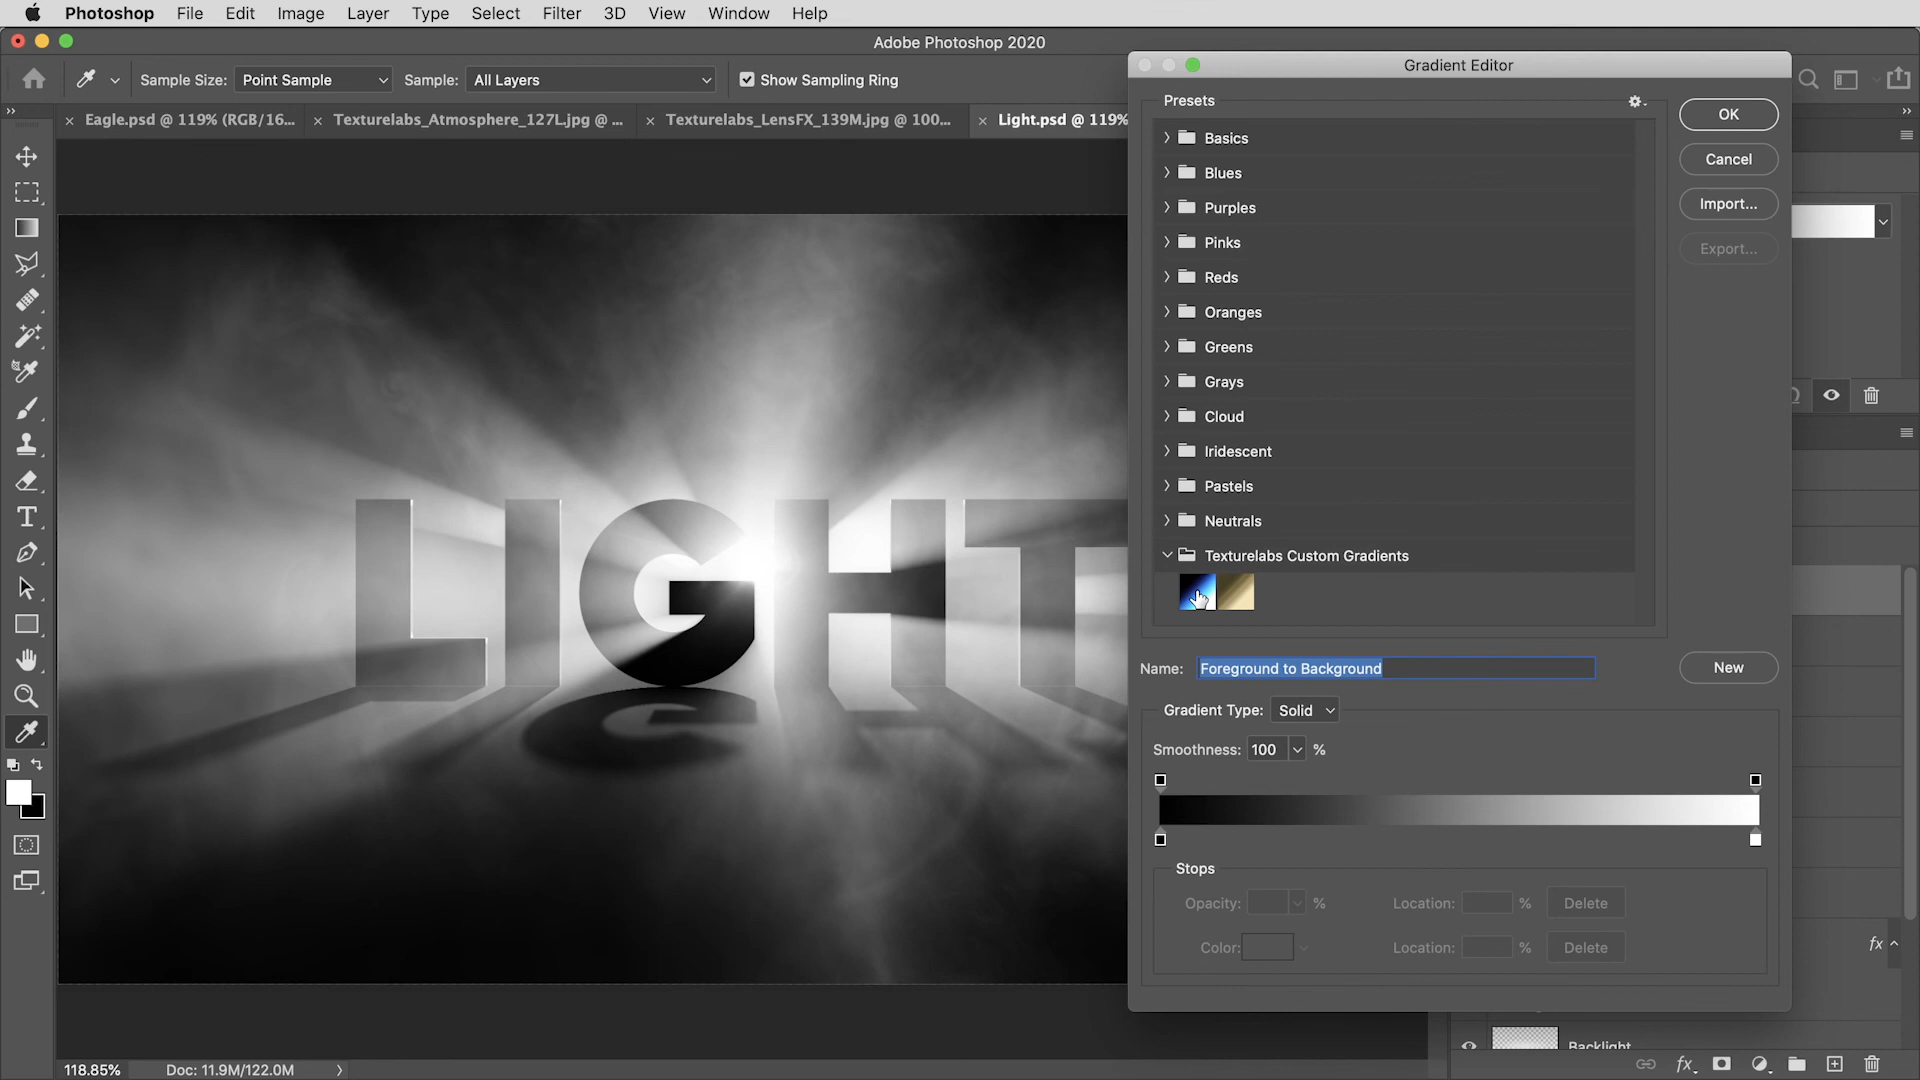 Photoshop File Edit Image Layer Type Select Filter 3D View Window Help
Adobe Photoshop 2020
Sample Size: Point Sample Sample: All Layers Show Sampling Ring
Eagle.psd @ 119% (RGB/16... Texturelabs_Atmosphere_127L.jpg @ ... Texturelabs_LensFX_139M.jpg @ 100... Light.psd @ 119%
Gradient Editor
Presets
Basics
Blues
Purples
Pinks
Reds
Oranges
Greens
Grays
Cloud
Iridescent
Pastels
Neutrals
Texturelabs Custom Gradients
OK
Cancel
Import...
Export...
Name: Foreground to Background
New
Gradient Type: Solid
Smoothness: 100 %
Stops
Opacity: % Location: % Delete
Color: Location: % Delete
LIGHT
fx
Backlight
118.85% Doc: 11.9M/122.0M
fx